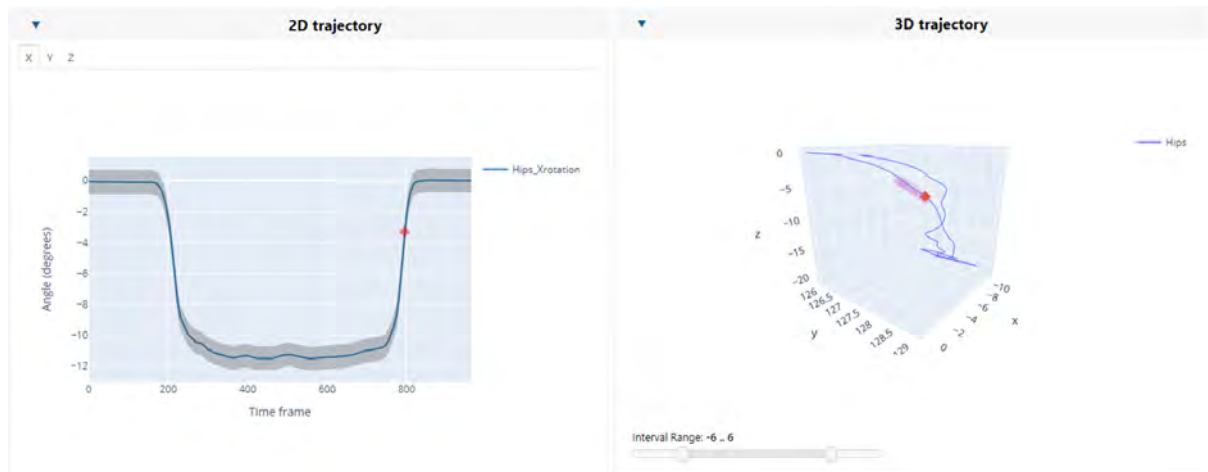 2D trajectory
X Y Z
Hips_Xrotation
0
−2
−4
−6
−8
−10
−12
Angle (degrees)
0 200 400 600 800
Time frame
3D trajectory
Hips
0
−5
−10
−15
−20
z
126
126.5
127
127.5
128
128.5
129
y
−10
−8
−6
−4
−2
0
x
Interval Range: -6 .. 6